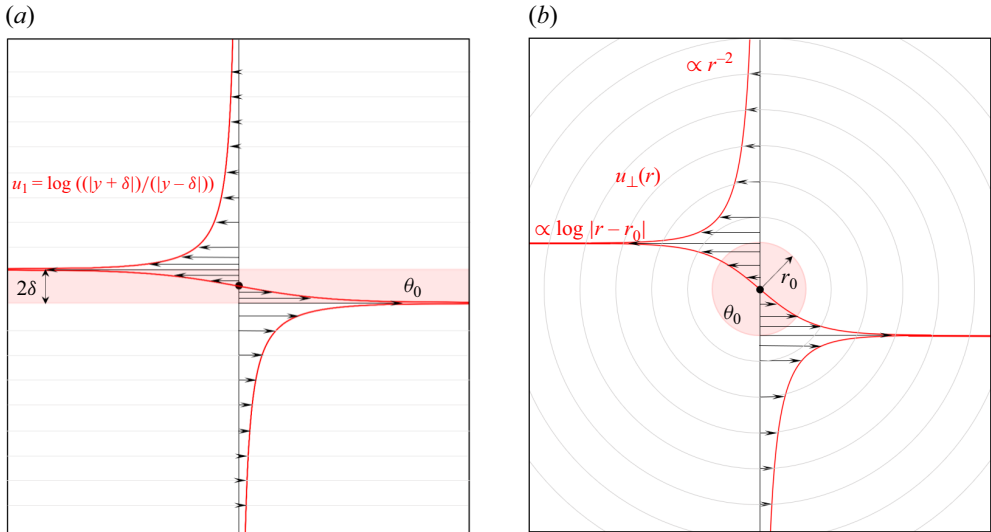 (a)
u₁ = log ((|y + δ|)/(|y − δ|))
2δ
θ₀
(b)
∝ r⁻²
u⊥(r)
∝ log |r − r₀|
r₀
θ₀